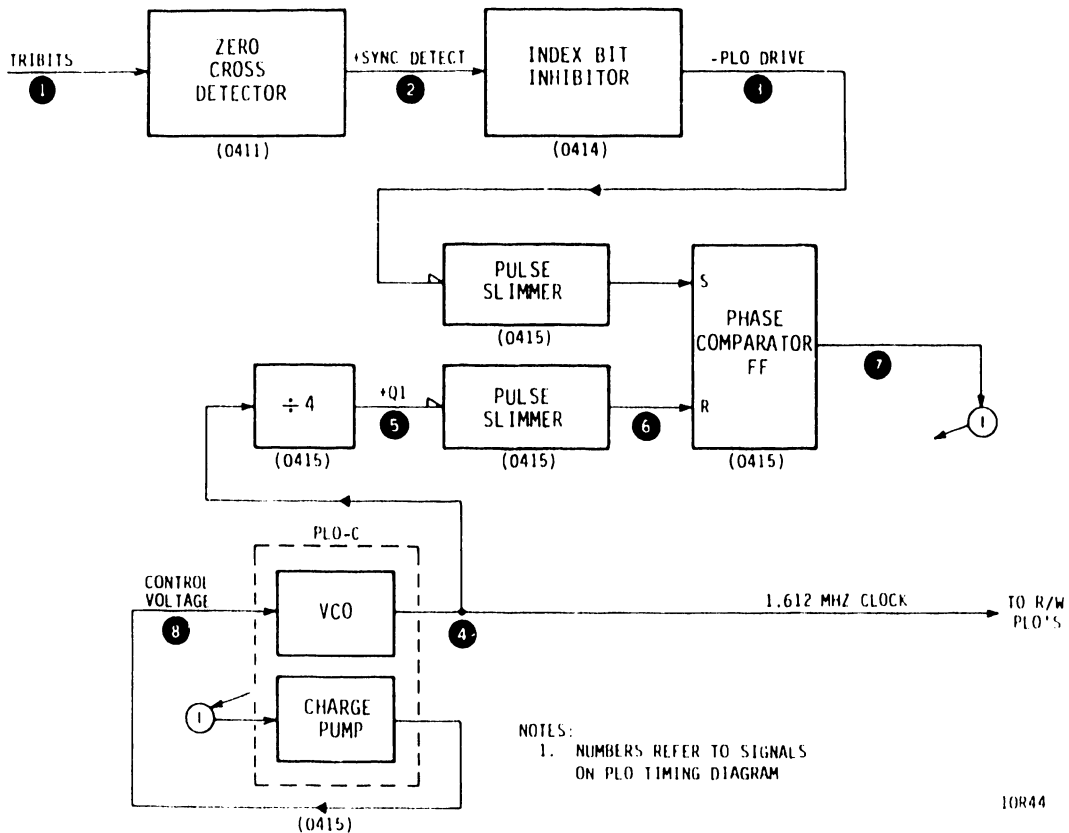 TRIBITS
1
ZERO
CROSS
DETECTOR
(0411)
+SYNC DETECT
2
INDEX BIT
INHIBITOR
(0414)
-PLO DRIVE
3
PULSE
SLIMMER
(0415)
S
PHASE
COMPARATOR
FF
R
(0415)
7
1
÷4
(0415)
+Q1
5
PULSE
SLIMMER
(0415)
6
PLO-C
CONTROL
VOLTAGE
8
VCO
4
1.612 MHZ CLOCK
TO R/W
PLO'S
1
CHARGE
PUMP
(0415)
NOTES:
1. NUMBERS REFER TO SIGNALS
ON PLO TIMING DIAGRAM
10R44